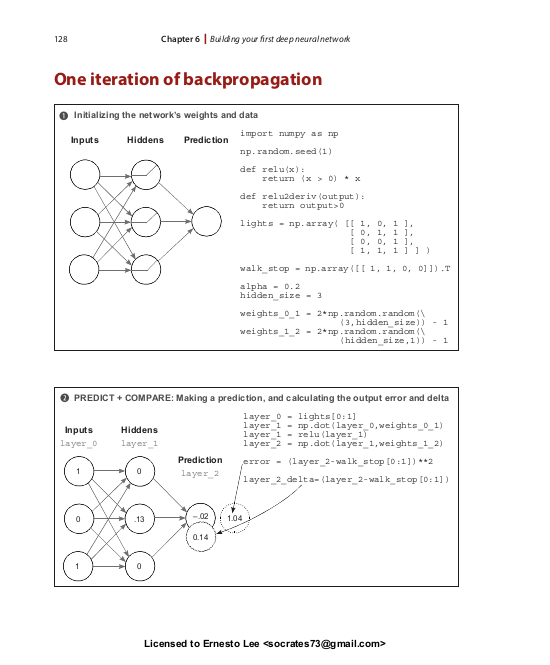 128
Chapter 6 | Building your first deep neural network
One iteration of backpropagation
1 Initializing the network's weights and data
Inputs Hiddens Prediction
import numpy as np
np.random.seed(1)
def relu(x):
    return (x > 0) * x
def relu2deriv(output):
    return output>0
lights = np.array( [[ 1, 0, 1 ],
                    [ 0, 1, 1 ],
                    [ 0, 0, 1 ],
                    [ 1, 1, 1 ] ] )
walk_stop = np.array([[ 1, 1, 0, 0]]).T
alpha = 0.2
hidden_size = 3
weights_0_1 = 2*np.random.random(\
                  (3,hidden_size)) - 1
weights_1_2 = 2*np.random.random(\
                  (hidden_size,1)) - 1
2 PREDICT + COMPARE: Making a prediction, and calculating the output error and delta
Inputs Hiddens
layer_0 layer_1
Prediction
layer_2
layer_0 = lights[0:1]
layer_1 = np.dot(layer_0,weights_0_1)
layer_1 = relu(layer_1)
layer_2 = np.dot(layer_1,weights_1_2)
error = (layer_2-walk_stop[0:1])**2
layer_2_delta=(layer_2-walk_stop[0:1])
1 0
0 .13 –.02 1.04
0.14
1 0
Licensed to Ernesto Lee <socrates73@gmail.com>